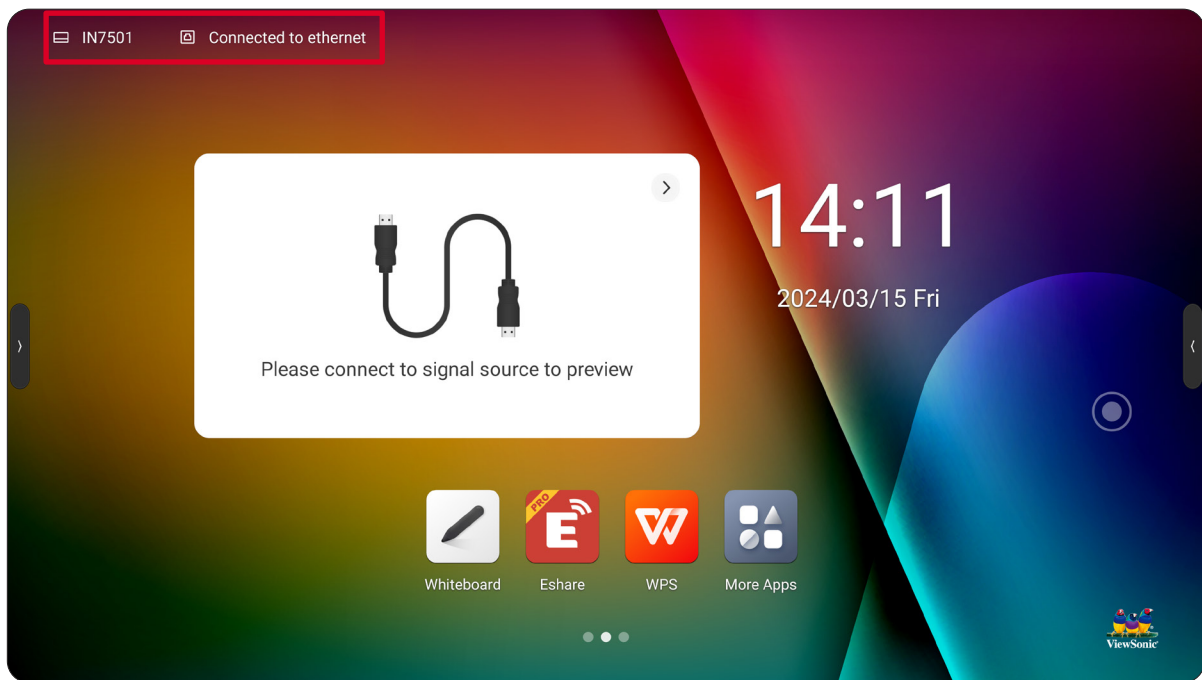 IN7501 Connected to ethernet
14:11
2024/03/15 Fri
Please connect to signal source to preview
PRO
E
W
Whiteboard Eshare WPS More Apps
ViewSonic